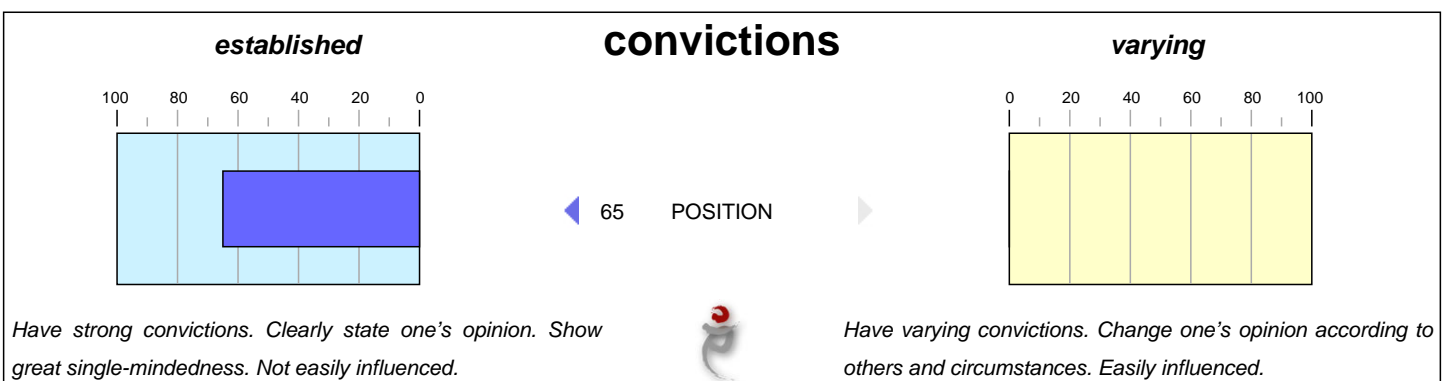 established convictions varying
100 80 60 40 20 0 0 20 40 60 80 100
65 POSITION
Have strong convictions. Clearly state one's opinion. Show
great single-mindedness. Not easily influenced.
Have varying convictions. Change one's opinion according to
others and circumstances. Easily influenced.